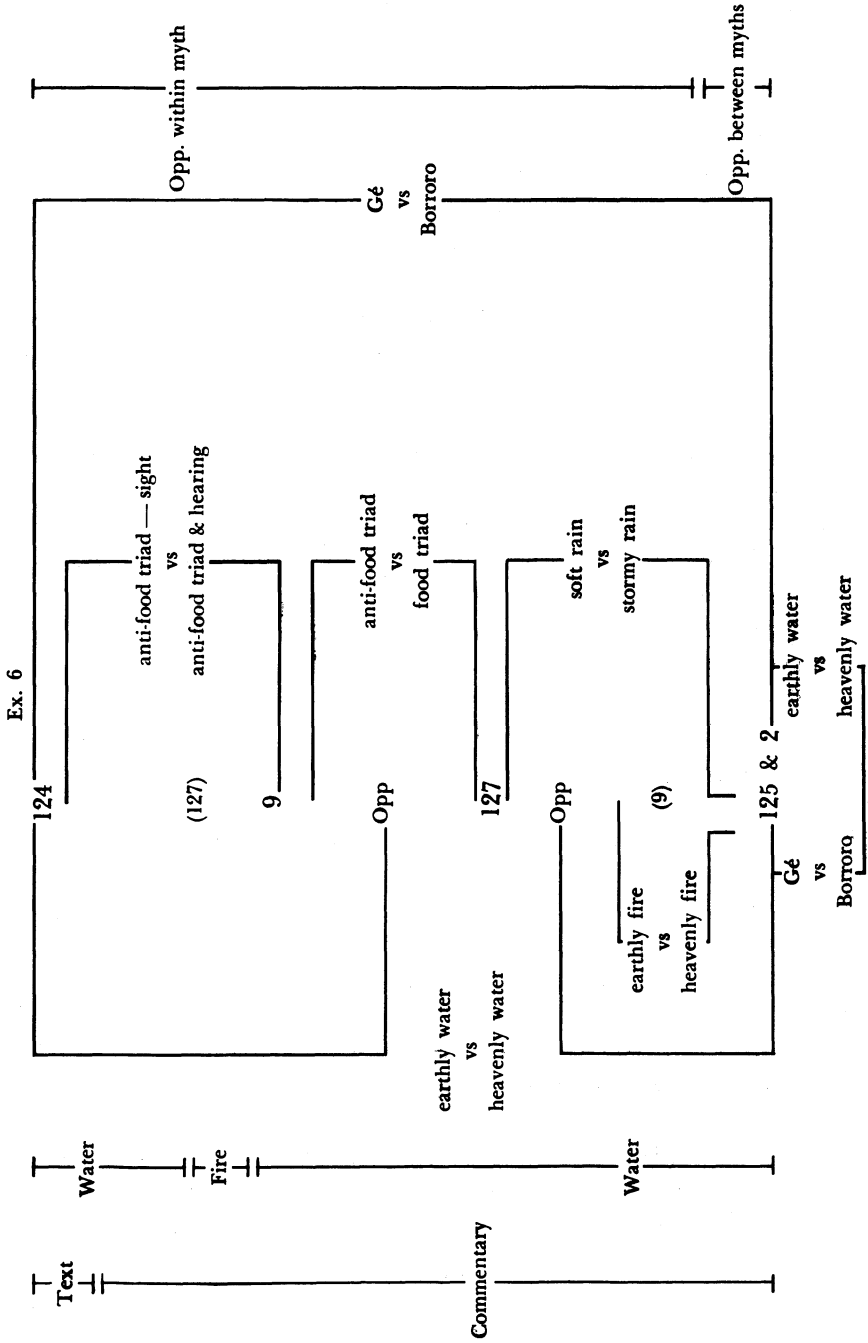 Ex. 6
Text
Commentary
Water
Fire
Water
earthly water
vs
heavenly water
124
(127)
9
Opp
127
Opp
(9)
125 & 2
earthly fire
vs
heavenly fire
Gé
vs
Borroro
anti-food triad — sight
vs
anti-food triad & hearing
anti-food triad
vs
food triad
soft rain
vs
stormy rain
earthly water
vs
heavenly water
Gé
vs
Borroro
Opp. within myth
Opp. between myths